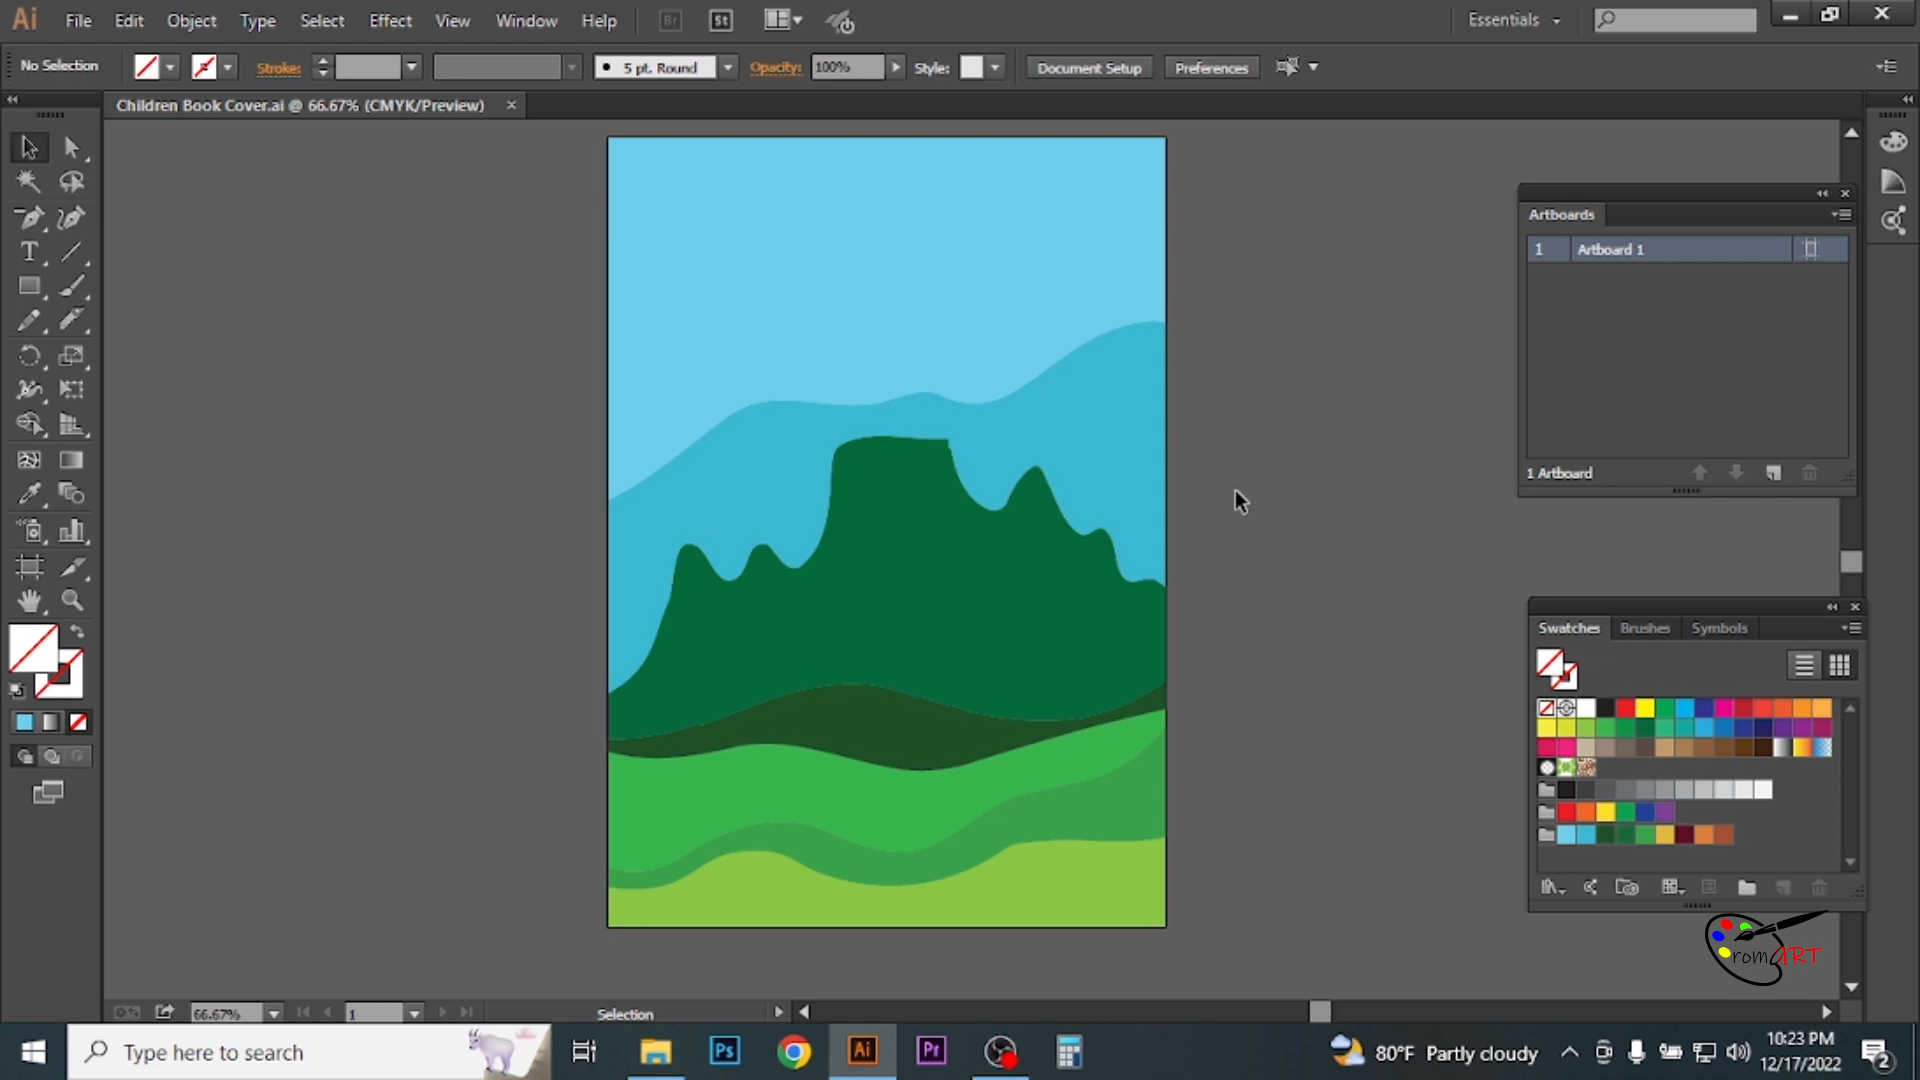 Ai File Edit Object Type Select Effect View Window Help Br St Essentials
No Selection Stroke: 5 pt. Round Opacity: 100% Style: Document Setup Preferences
Children Book Cover.ai @ 66.67% (CMYK/Preview)
Artboards
1 Artboard 1
1 Artboard
Swatches Brushes Symbols
romART
66.67% 1 Selection
Type here to search Ps Ai Pr 80°F Partly cloudy 10:23 PM
12/17/2022 2